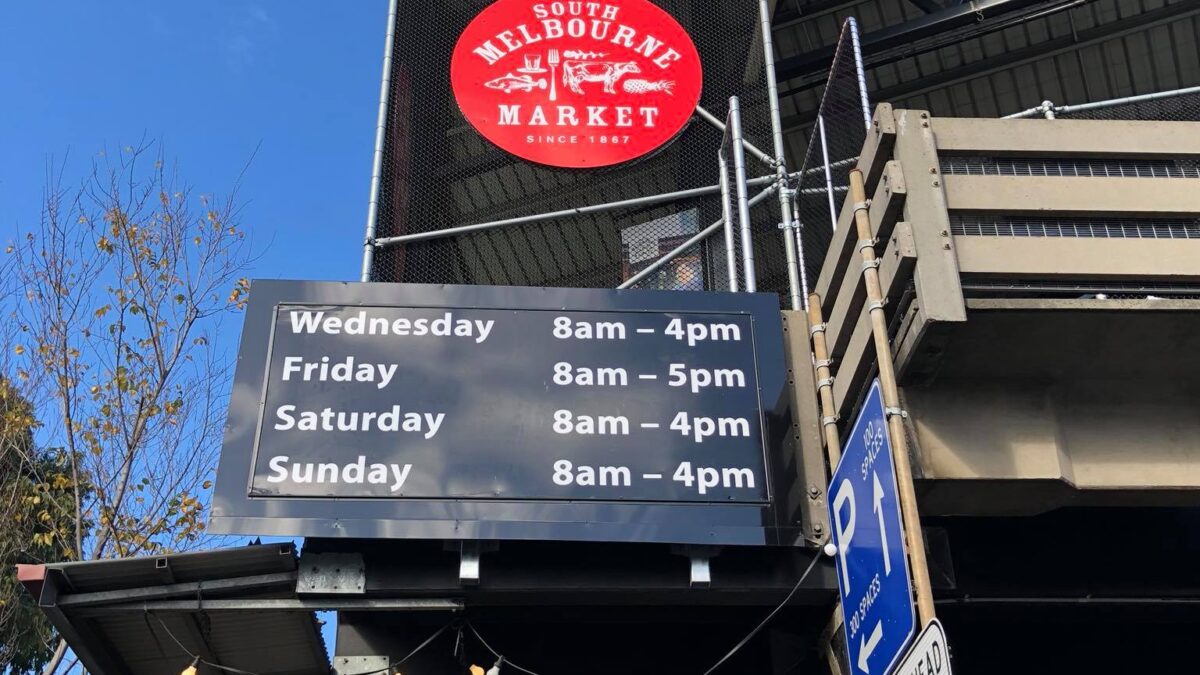 SOUTH
MELBOURNE
MARKET
SINCE 1867
Wednesday 8am – 4pm
Friday 8am – 5pm
Saturday 8am – 4pm
Sunday 8am – 4pm
100
SPACES
P
300 SPACES
HEAD